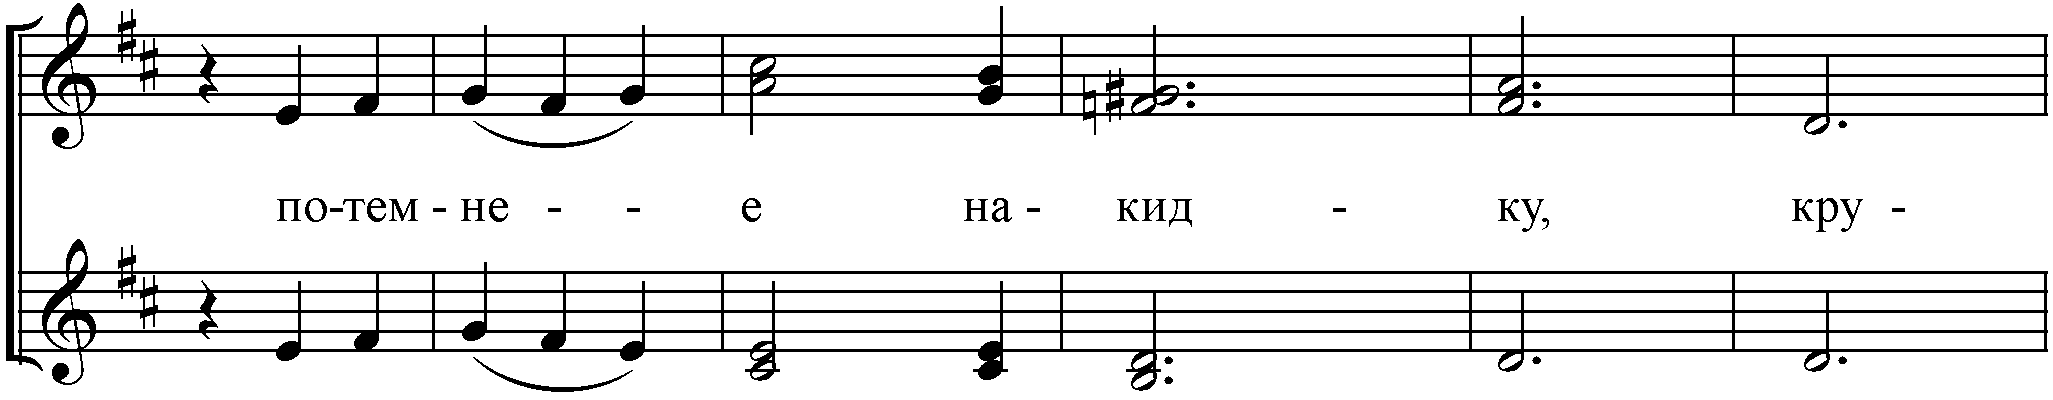 по-тем - не - - е на - кид - ку, кру -